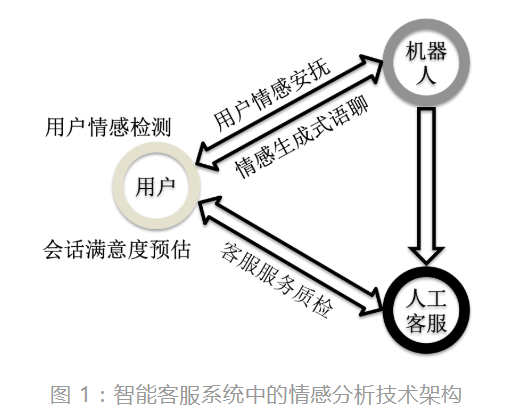 机器
人
用户情感安抚
情感生成式语聊
用户情感检测
用户
会话满意度预估
客服服务质检
人工
客服
图 1：智能客服系统中的情感分析技术架构